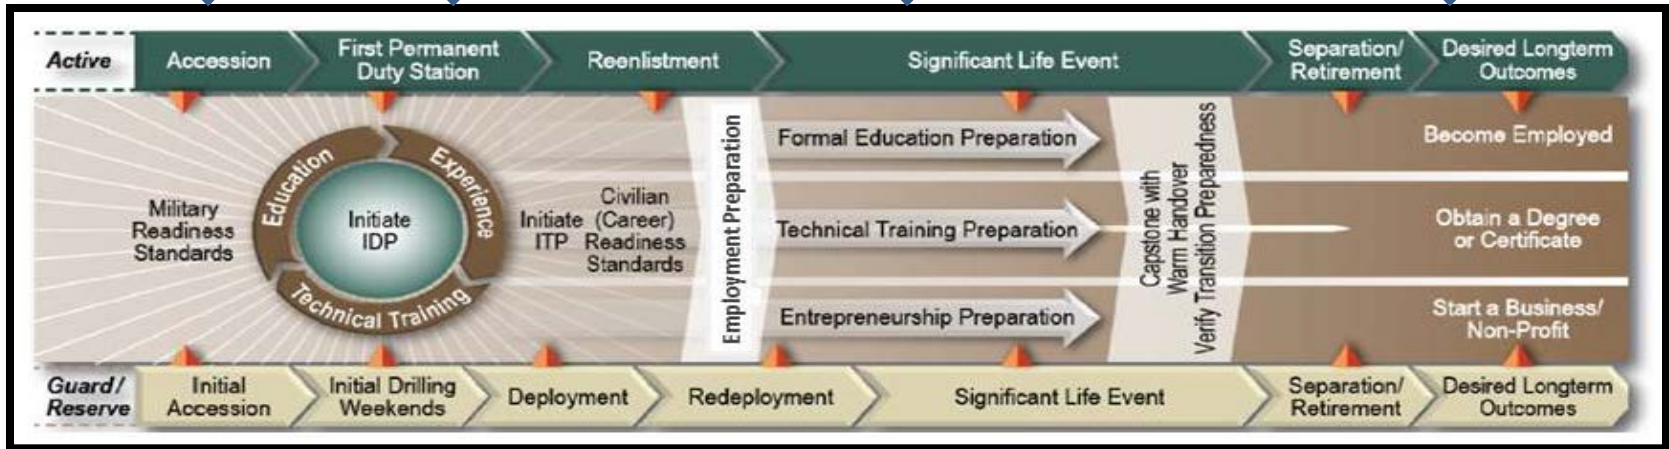 Active
Accession
First Permanent
Duty Station
Reenlistment
Significant Life Event
Separation/
Retirement
Desired Longterm
Outcomes
Military
Readiness
Standards
Education
Experience
Technical Training
Initiate
IDP
Initiate
ITP
Civilian
(Career)
Readiness
Standards
Employment Preparation
Formal Education Preparation
Technical Training Preparation
Entrepreneurship Preparation
Capstone with
Warm Handover
Verify Transition Preparedness
Become Employed
Obtain a Degree
or Certificate
Start a Business/
Non-Profit
Guard/
Reserve
Initial
Accession
Initial Drilling
Weekends
Deployment
Redeployment
Significant Life Event
Separation/
Retirement
Desired Longterm
Outcomes